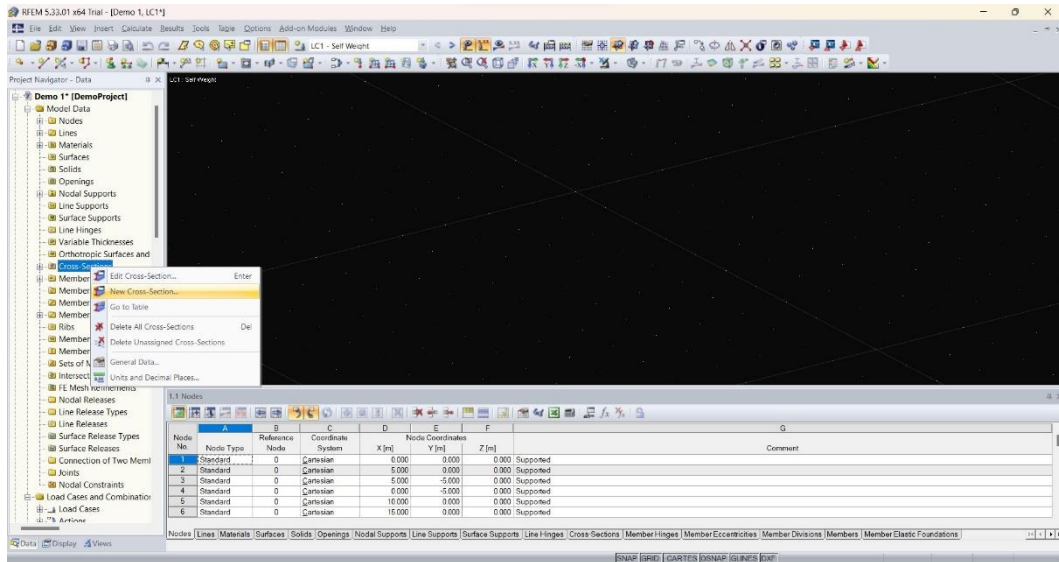 RFEM 5.33.01 x64 Trial - [Demo 1, LC1*]
File Edit View Insert Calculate Results Tools Table Options Add-on Modules Window Help
LC1 - Self Weight
Project Navigator - Data
LC1 : Self Weight
Demo 1* [DemoProject]
Model Data
Nodes
Lines
Materials
Surfaces
Solids
Openings
Nodal Supports
Line Supports
Surface Supports
Line Hinges
Variable Thicknesses
Orthotropic Surfaces and
Cross-Sections
Member
Member
Member
Member
Ribs
Member
Member
Sets of M
Intersect
FE Mesh Refinements
Nodal Releases
Line Release Types
Line Releases
Surface Release Types
Surface Releases
Connection of Two Memb
Joints
Nodal Constraints
Load Cases and Combination
Load Cases
Actions
Edit Cross-Section... Enter
New Cross-Section...
Go to Table
Delete All Cross-Sections Del
Delete Unassigned Cross-Sections
General Data...
Units and Decimal Places...
Data Display Views
1.1 Nodes
A B C D E F G
Node Reference Coordinate Node Coordinates
No. Node Type Node System X [m] Y [m] Z [m] Comment
1 Standard 0 Cartesian 0.000 0.000 0.000 Supported
2 Standard 0 Cartesian 5.000 0.000 0.000 Supported
3 Standard 0 Cartesian 5.000 -5.000 0.000 Supported
4 Standard 0 Cartesian 0.000 -5.000 0.000 Supported
5 Standard 0 Cartesian 10.000 0.000 0.000 Supported
6 Standard 0 Cartesian 15.000 0.000 0.000 Supported
Nodes Lines Materials Surfaces Solids Openings Nodal Supports Line Supports Surface Supports Line Hinges Cross-Sections Member Hinges Member Eccentricities Member Divisions Members Member Elastic Foundations
SNAP GRID CARTES OSNAP GLINES DXF